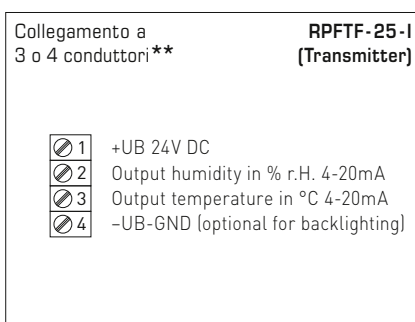 Collegamento a RPFTF-25-I
3 o 4 conduttori** (Transmitter)
1 +UB 24V DC
2 Output humidity in % r.H. 4-20mA
3 Output temperature in °C 4-20mA
4 –UB-GND (optional for backlighting)